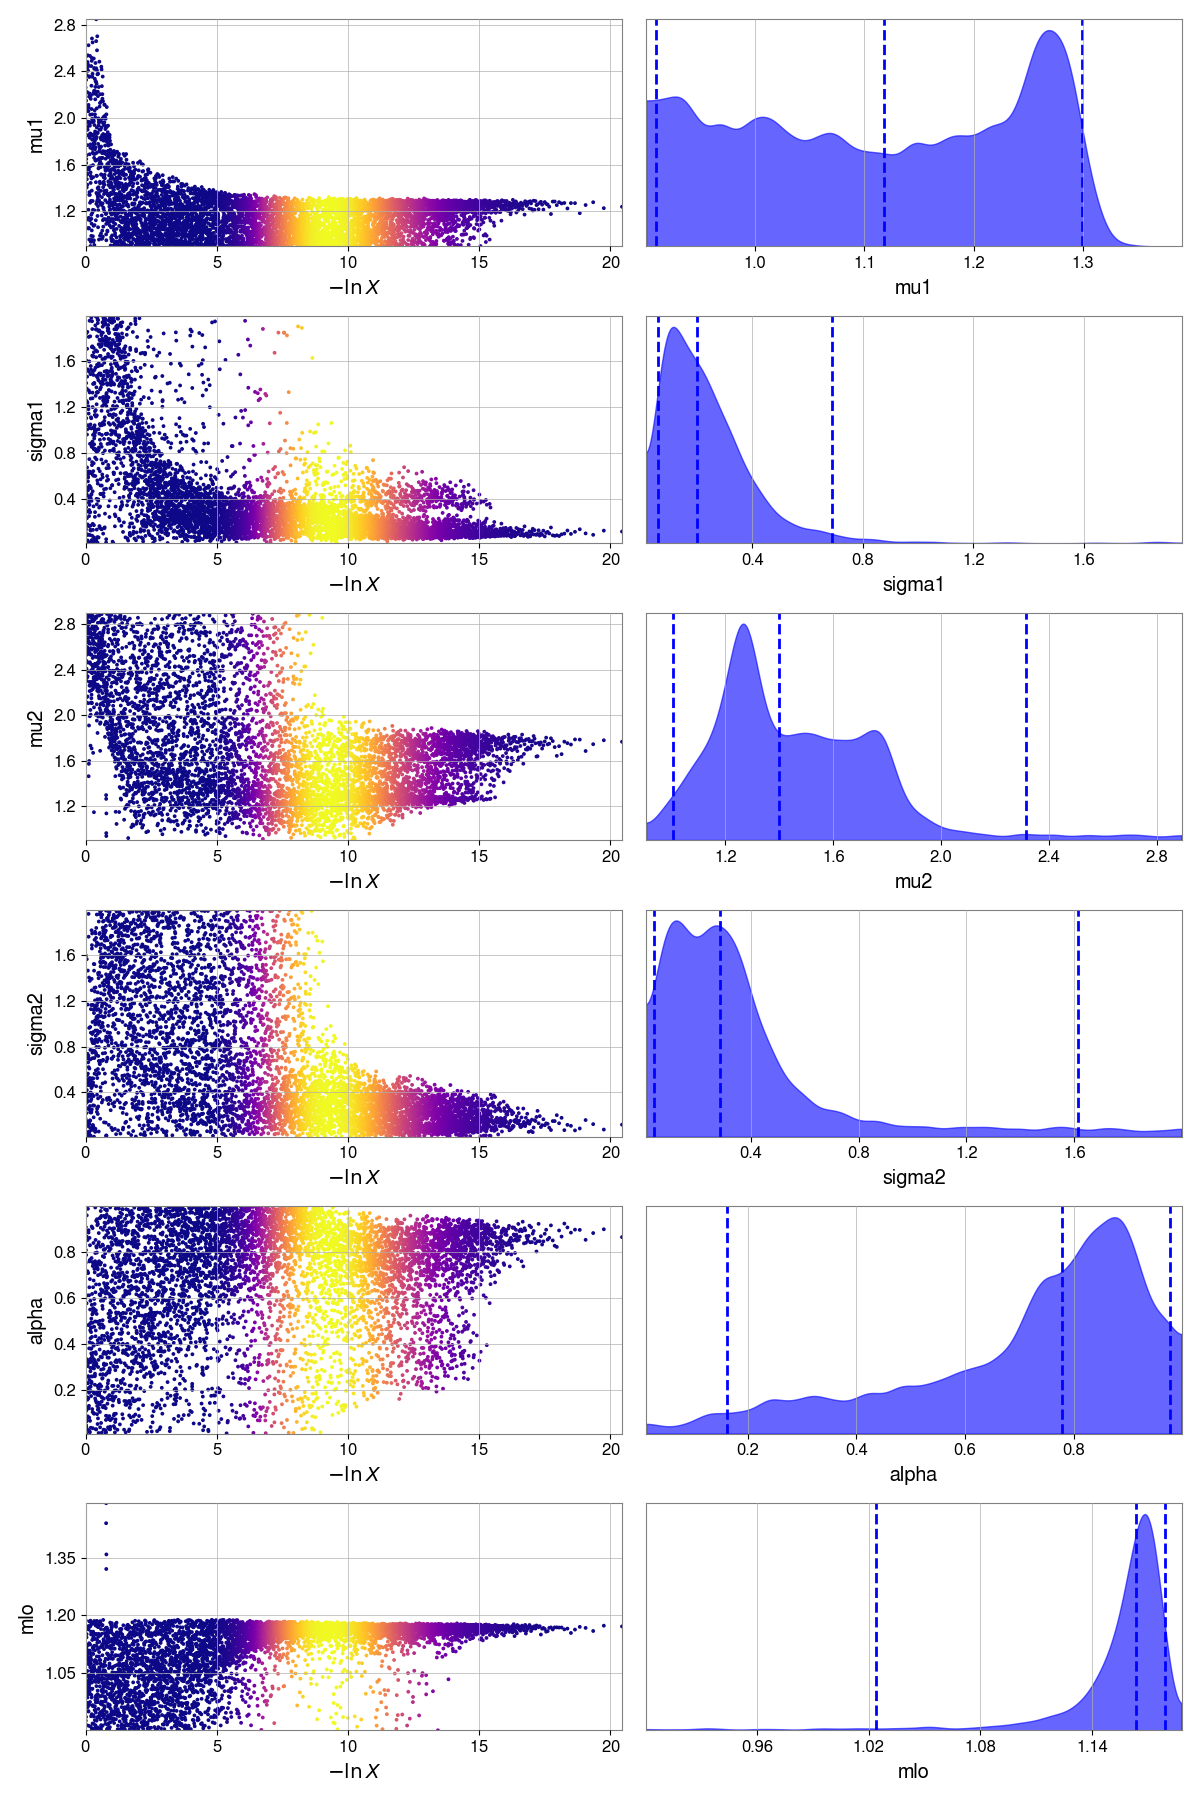 2.8
2.4
2.0
1.6
1.2
mu1
0 5 10 15 20
−ln X
1.0 1.1 1.2 1.3
mu1
1.6
1.2
0.8
0.4
sigma1
0 5 10 15 20
−ln X
0.4 0.8 1.2 1.6
sigma1
2.8
2.4
2.0
1.6
1.2
mu2
0 5 10 15 20
−ln X
1.2 1.6 2.0 2.4 2.8
mu2
1.6
1.2
0.8
0.4
sigma2
0 5 10 15 20
−ln X
0.4 0.8 1.2 1.6
sigma2
0.8
0.6
0.4
0.2
alpha
0 5 10 15 20
−ln X
0.2 0.4 0.6 0.8
alpha
1.35
1.20
1.05
mlo
0 5 10 15 20
−ln X
0.96 1.02 1.08 1.14
mlo